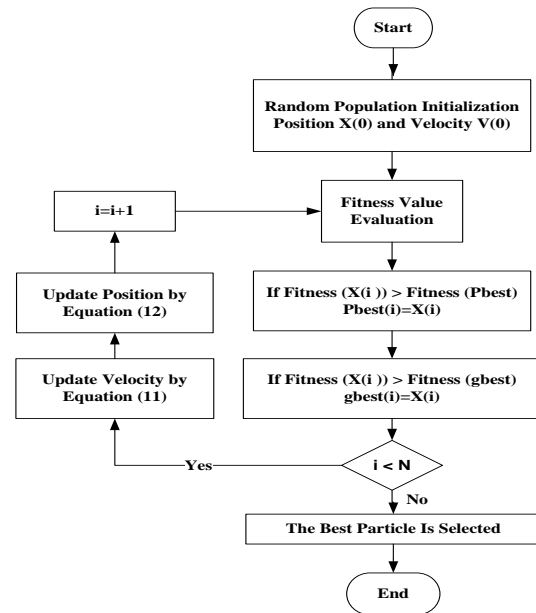 Start
Random Population Initialization
Position X(0) and Velocity V(0)
Fitness Value
Evaluation
i=i+1
If Fitness (X(i )) > Fitness (Pbest)
Pbest(i)=X(i)
Update Position by
Equation (12)
If Fitness (X(i )) > Fitness (gbest)
gbest(i)=X(i)
Update Velocity by
Equation (11)
i < N
Yes
No
The Best Particle Is Selected
End